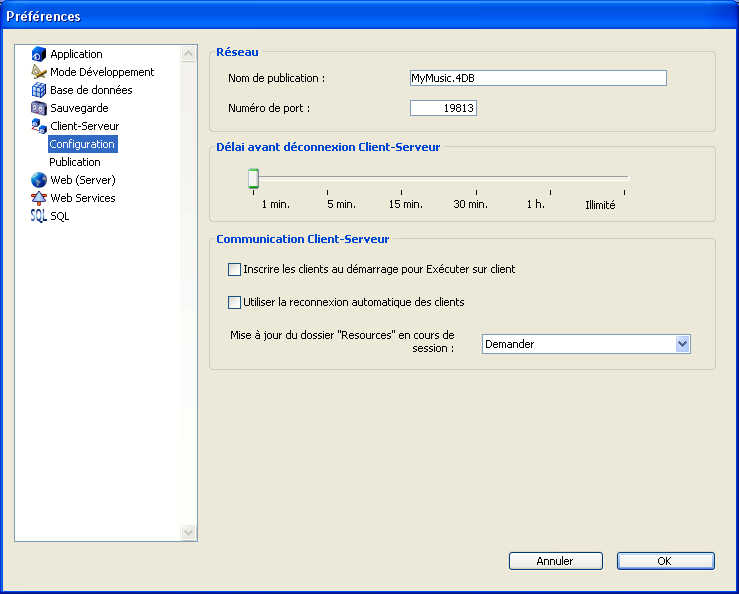 Préférences
Application
Mode Développement
Base de données
Sauvegarde
Client-Serveur
Configuration
Publication
Web (Server)
Web Services
SQL SQL
Réseau
Nom de publication : MyMusic.4DB
Numéro de port : 19813
Délai avant déconnexion Client-Serveur
1 min. 5 min. 15 min. 30 min. 1 h. Illimité
Communication Client-Serveur
Inscrire les clients au démarrage pour Exécuter sur client
Utiliser la reconnexion automatique des clients
Mise à jour du dossier "Resources" en cours de
session : Demander
Annuler OK